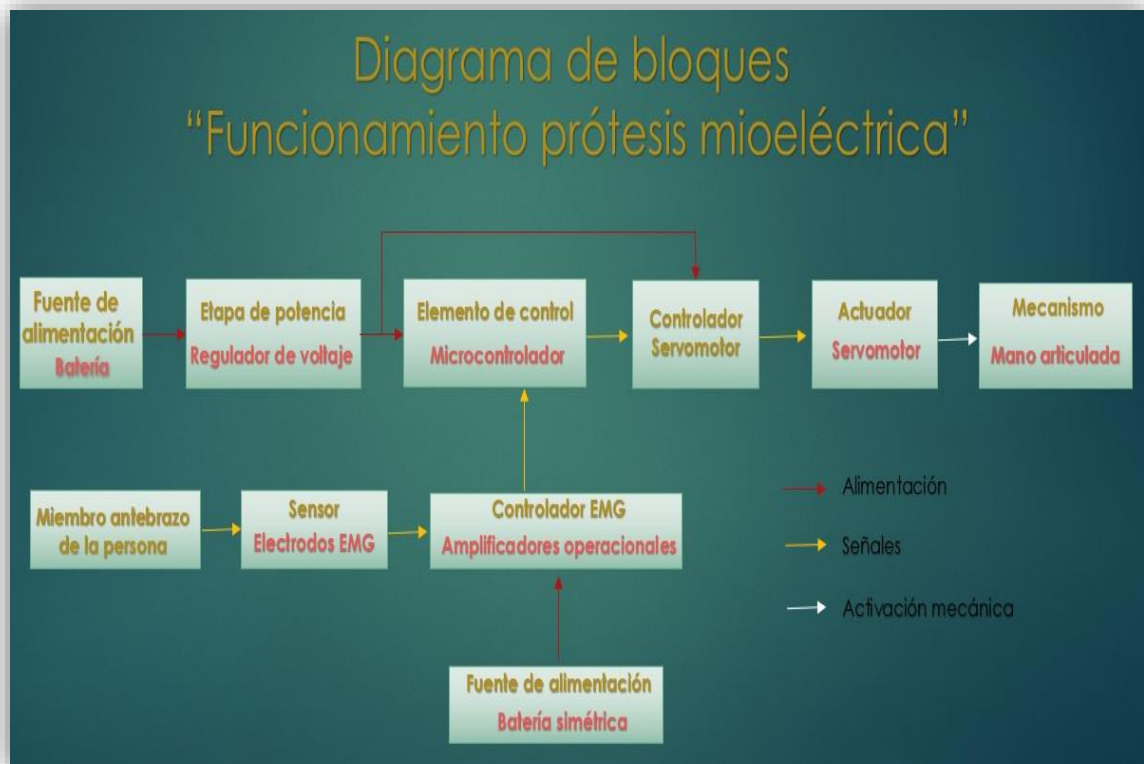 Diagrama de bloques
“Funcionamiento prótesis mioeléctrica”
Fuente de
alimentación
Batería
Etapa de potencia
Regulador de voltaje
Elemento de control
Microcontrolador
Controlador
Servomotor
Actuador
Servomotor
Mecanismo
Mano articulada
Miembro antebrazo
de la persona
Sensor
Electrodos EMG
Controlador EMG
Amplificadores operacionales
Fuente de alimentación
Batería simétrica
Alimentación
Señales
Activación mecánica